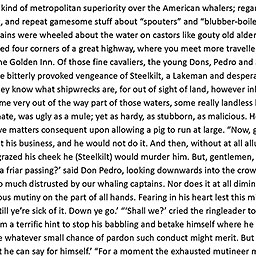 kind of metropolitan superiority over the American whalers; regar
, and repeat gamesome stuff about “spouters” and “blubber-boile
ains were wheeled about the water on castors like gouty old alder
ed four corners of a great highway, where you meet more travelle
he Golden Inn. Of those fine cavaliers, the young Dons, Pedro and
e bitterly provoked vengeance of Steelkilt, a Lakeman and despera
ey know what shipwrecks are, for out of sight of land, however inl
me very out of the way part of those waters, some really landless l
nate, was ugly as a mule; yet as hardy, as stubborn, as malicious. H
ve matters consequent upon allowing a pig to run at large. “Now, g
t his business, and he would not do it. And then, without at all allu
grazed his cheek he (Steelkilt) would murder him. But, gentlemen,
a friar passing?’ said Don Pedro, looking downwards into the crow
o much distrusted by our whaling captains. Nor does it at all dimin
ous mutiny on the part of all hands. Fearing in his heart lest this m
till ye’re sick of it. Down ye go.’ “‘Shall we?’ cried the ringleader to
m a terrific hint to stop his babbling and betake himself where he
e whatever small chance of pardon such conduct might merit. But
t he can say for himself.’ “For a moment the exhausted mutineer m